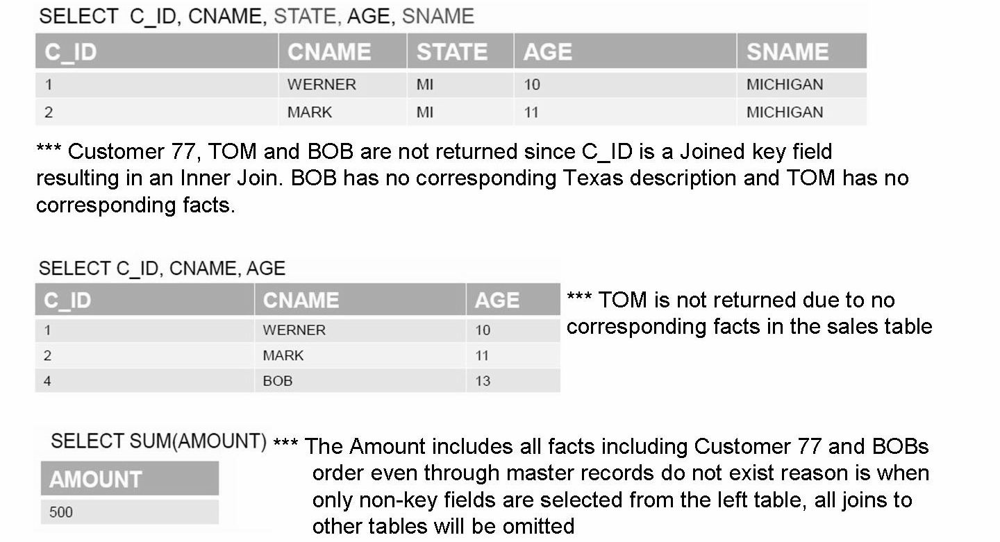 SELECT C_ID, CNAME, STATE, AGE, SNAME
C_ID CNAME STATE AGE SNAME
1 WERNER MI 10 MICHIGAN
2 MARK MI 11 MICHIGAN
*** Customer 77, TOM and BOB are not returned since C_ID is a Joined key field
resulting in an Inner Join. BOB has no corresponding Texas description and TOM has no
corresponding facts.
SELECT C_ID, CNAME, AGE
C_ID CNAME AGE
1 WERNER 10
2 MARK 11
4 BOB 13
*** TOM is not returned due to no
corresponding facts in the sales table
SELECT SUM(AMOUNT)
AMOUNT
500
*** The Amount includes all facts including Customer 77 and BOBs
order even through master records do not exist reason is when
only non-key fields are selected from the left table, all joins to
other tables will be omitted